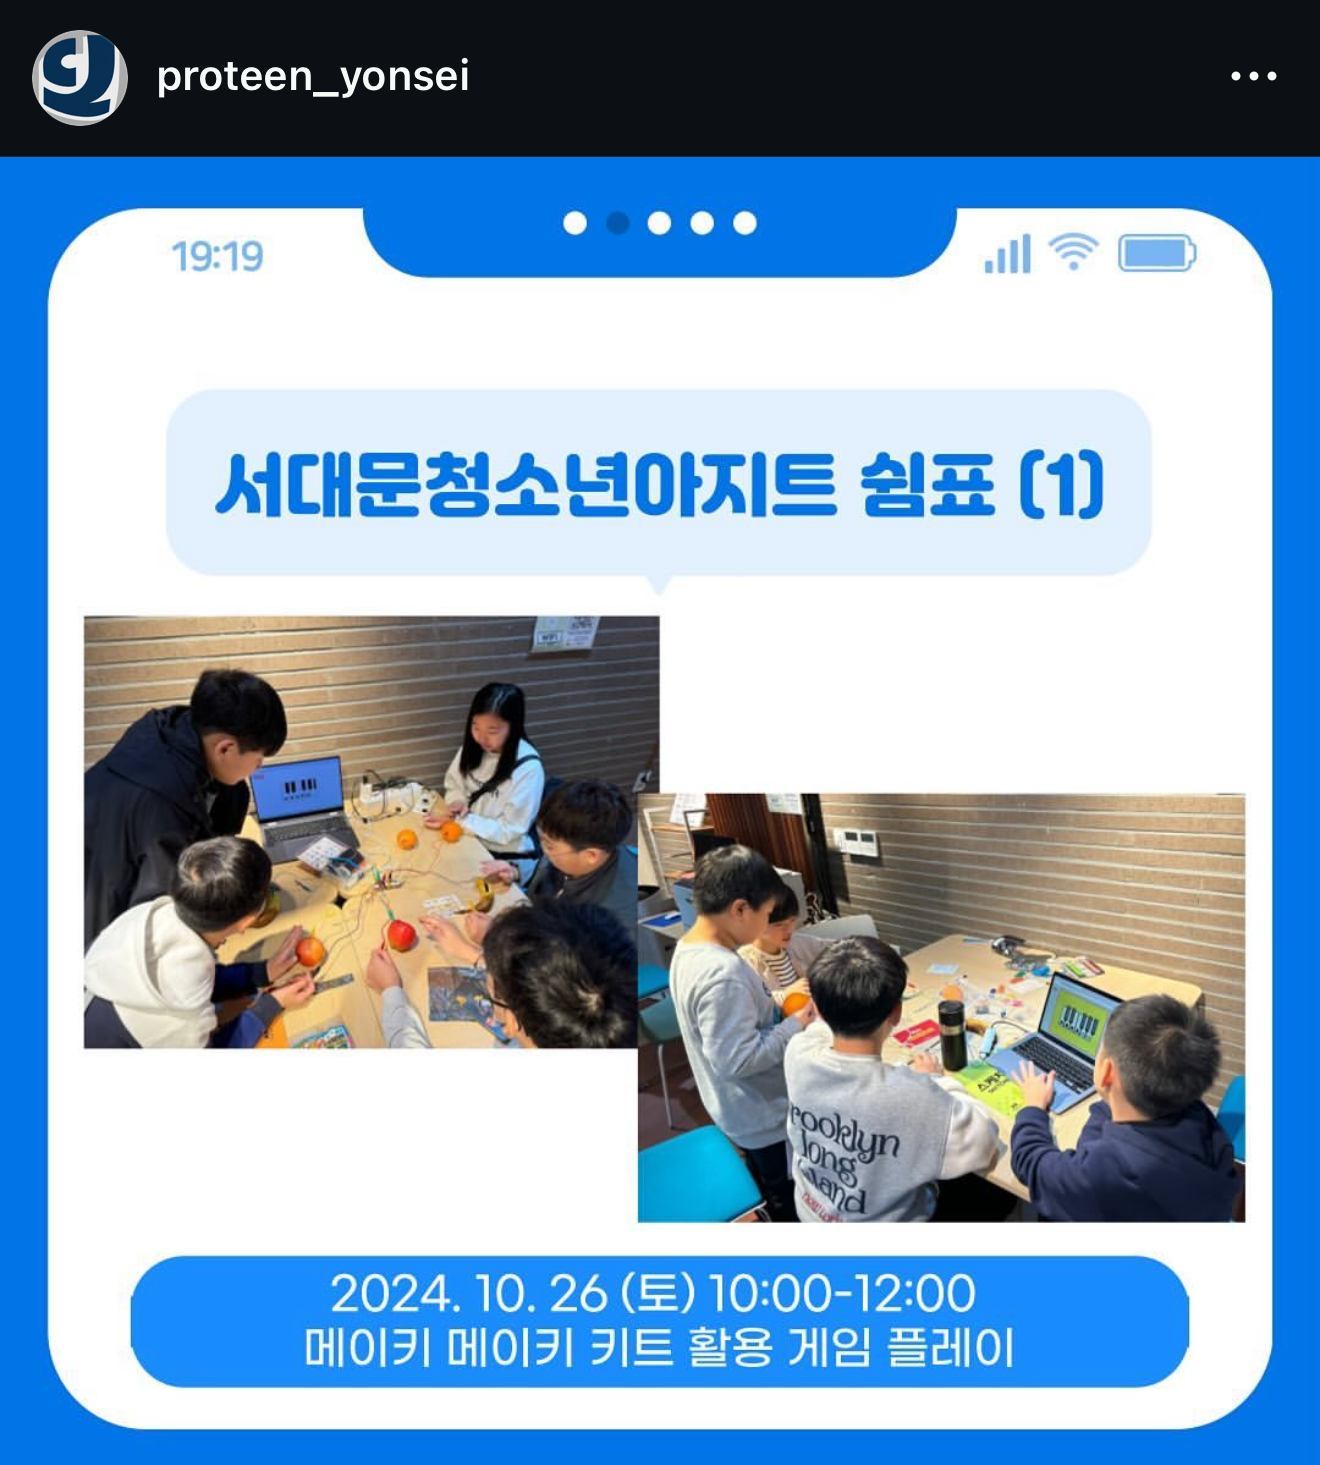 proteen_yonsei
19:19
서대문청소년아지트 쉼표 (1)
WIFI
rooklyn
long
land
2024. 10. 26 (토) 10:00-12:00
메이키 메이키 키트 활용 게임 플레이